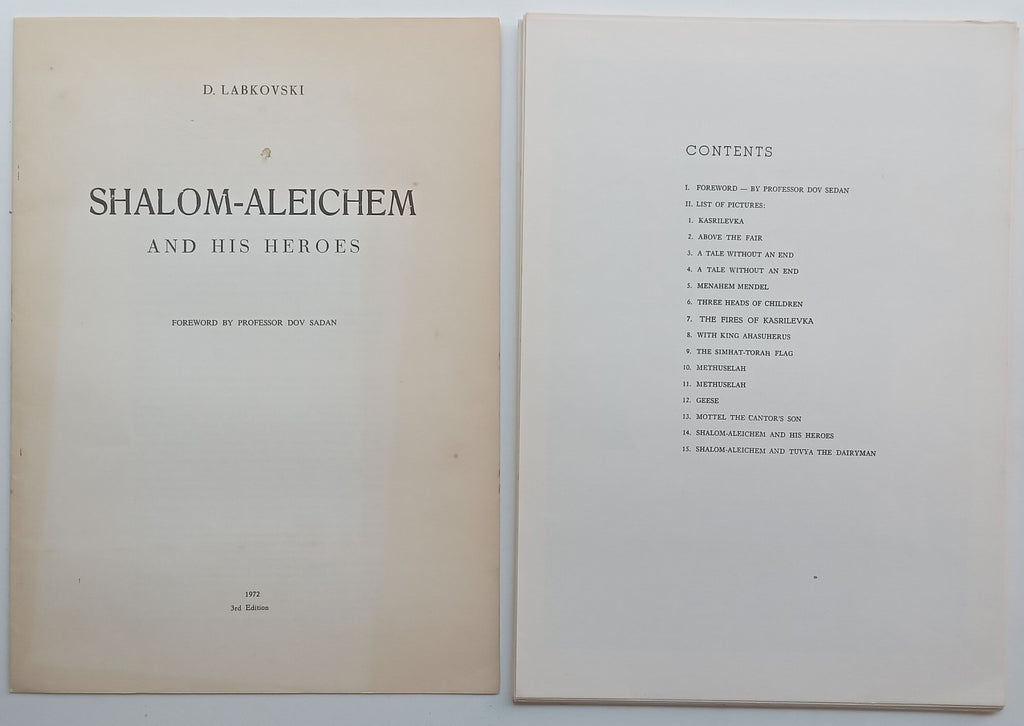 D. LABKOVSKI
SHALOM-ALEICHEM
AND HIS HEROES
FOREWORD BY PROFESSOR DOV SADAN
1972
3rd Edition
CONTENTS
I. FOREWORD — BY PROFESSOR DOV SEDAN
II. LIST OF PICTURES:
1. KASRILEVKA
2. ABOVE THE FAIR
3. A TALE WITHOUT AN END
4. A TALE WITHOUT AN END
5. MENAHEM MENDEL
6. THREE HEADS OF CHILDREN
7. THE FIRES OF KASRILEVKA
8. WITH KING AHASUHERUS
9. THE SIMHAT-TORAH FLAG
10. METHUSELAH
11. METHUSELAH
12. GEESE
13. MOTTEL THE CANTOR'S SON
14. SHALOM-ALEICHEM AND HIS HEROES
15. SHALOM-ALEICHEM AND TUVYA THE DAIRYMAN